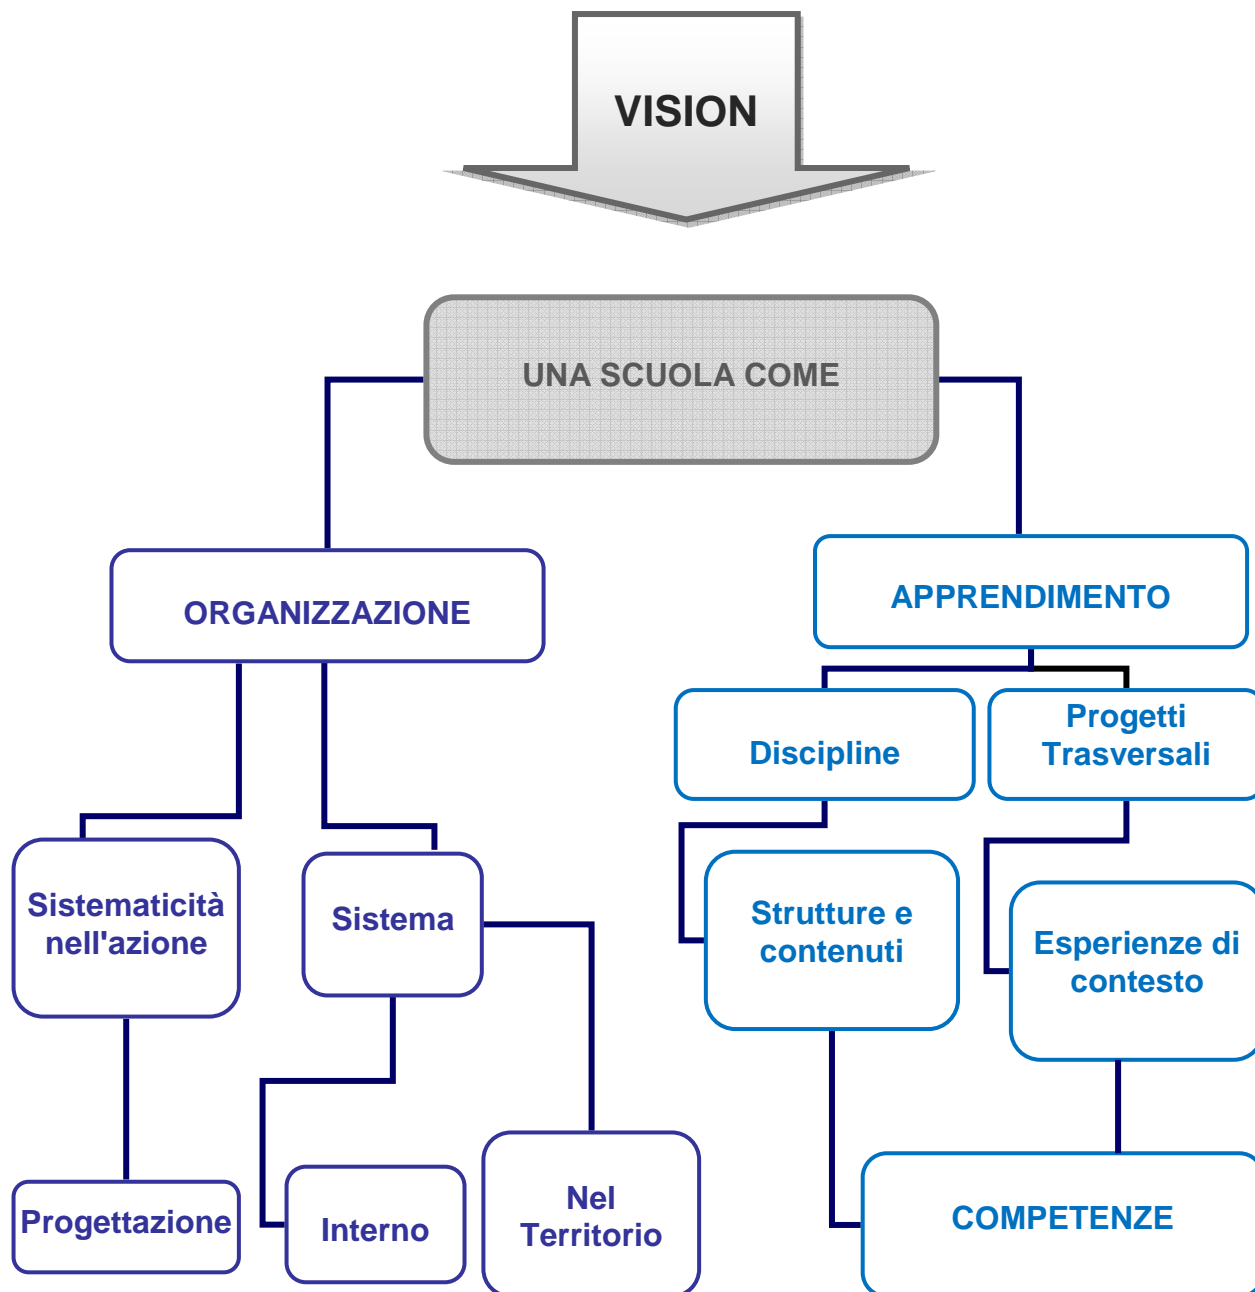 VISION
UNA SCUOLA COME
ORGANIZZAZIONE
APPRENDIMENTO
Discipline
Progetti
Trasversali
Sistematicità
nell'azione
Sistema
Strutture e
contenuti
Esperienze di
contesto
Progettazione
Interno
Nel
Territorio
COMPETENZE